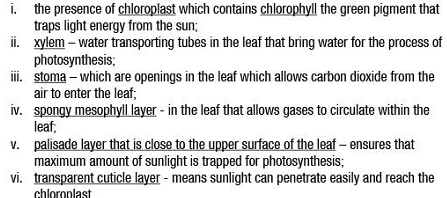 i. the presence of chloroplast which contains chlorophyll the green pigment that
traps light energy from the sun;
ii. xylem – water transporting tubes in the leaf that bring water for the process of
photosynthesis;
iii. stoma – which are openings in the leaf which allows carbon dioxide from the
air to enter the leaf;
iv. spongy mesophyll layer - in the leaf that allows gases to circulate within the
leaf;
v. palisade layer that is close to the upper surface of the leaf – ensures that
maximum amount of sunlight is trapped for photosynthesis;
vi. transparent cuticle layer - means sunlight can penetrate easily and reach the
chloroplast